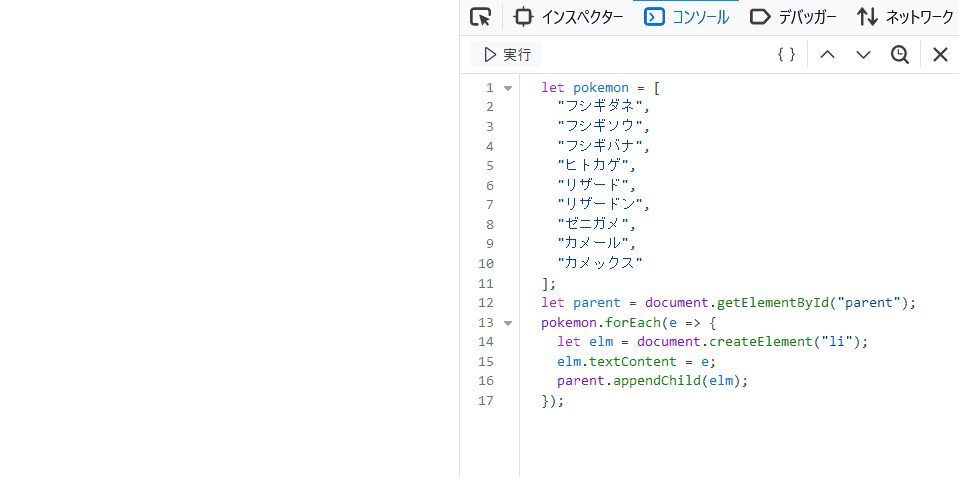 インスペクター コンソール デバッガー ネットワーク
実行 { }
1 let pokemon = [
2 "フシギダネ",
3 "フシギソウ",
4 "フシギバナ",
5 "ヒトカゲ",
6 "リザード",
7 "リザードン",
8 "ゼニガメ",
9 "カメール",
10 "カメックス"
11 ];
12 let parent = document.getElementById("parent");
13 pokemon.forEach(e => {
14 let elm = document.createElement("li");
15 elm.textContent = e;
16 parent.appendChild(elm);
17 });